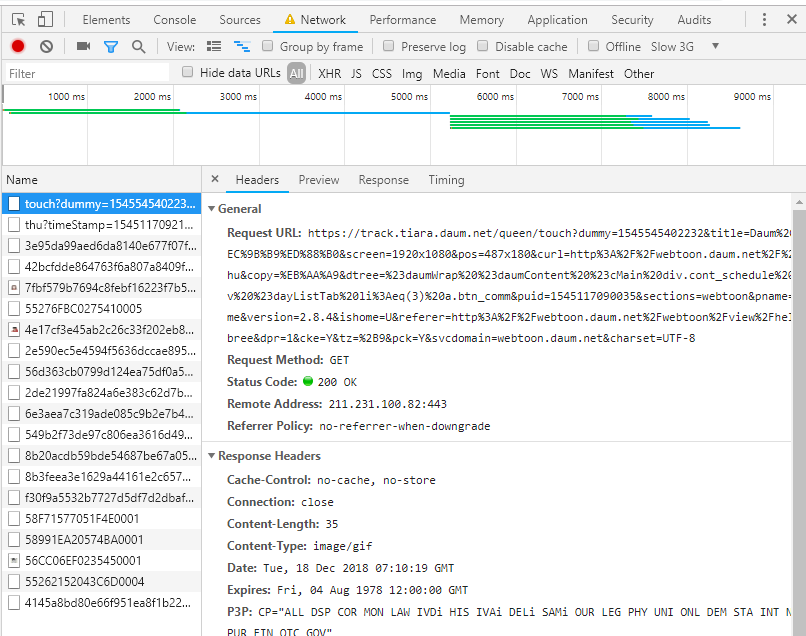 Elements Console Sources Network Performance Memory Application Security Audits
View: Group by frame Preserve log Disable cache Offline Slow 3G
Filter Hide data URLs All XHR JS CSS Img Media Font Doc WS Manifest Other
1000 ms 2000 ms 3000 ms 4000 ms 5000 ms 6000 ms 7000 ms 8000 ms 9000 ms
Name
touch?dummy=154554540223...
thu?timeStamp=15451170921...
3e95da99aed6da8140e677f07f...
42bcfdde864763f6a807a8409f...
7fbf579b7694c8febf16223f7b5...
55276FBC0275410005
4e17cf3e45ab2c26c33f202eb8...
2e590ec5e4594f5636dccae895...
56d363cb0799d124ea75df0a5...
2de21997fa824a6e383c62d7b...
6e3aea7c319ade085c9b2e7b4...
549b2f73de97c806ea3616d49...
8b20acdb59bde54687be67a05...
8b3feea3e1629a44161e2c657...
f30f9a5532b7727d5df7d2dbaf...
58F71577051F4E0001
58991EA20574BA0001
56CC06EF0235450001
55262152043C6D0004
4145a8bd80e66f951ea8f1b22...
Headers Preview Response Timing
General
Request URL: https://track.tiara.daum.net/queen/touch?dummy=1545545402232&title=Daum%20
EC%9B%B9%ED%88%B0&screen=1920x1080&pos=487x180&curl=http%3A%2F%2Fwebtoon.daum.net%2F%
hu&copy=%EB%AA%A9&dtree=%23daumWrap%20%23daumContent%20%23cMain%20div.cont_schedule%2
v%20%23dayListTab%20li%3Aeq(3)%20a.btn_comm&puid=1545117090035&sections=webtoon&pname=
me&version=2.8.4&ishome=U&referer=http%3A%2F%2Fwebtoon.daum.net%2Fwebtoon%2Fview%2Fhei
bree&dpr=1&cke=Y&tz=%2B9&pck=Y&svcdomain=webtoon.daum.net&charset=UTF-8
Request Method: GET
Status Code: 200 OK
Remote Address: 211.231.100.82:443
Referrer Policy: no-referrer-when-downgrade
Response Headers
Cache-Control: no-cache, no-store
Connection: close
Content-Length: 35
Content-Type: image/gif
Date: Tue, 18 Dec 2018 07:10:19 GMT
Expires: Fri, 04 Aug 1978 12:00:00 GMT
P3P: CP="ALL DSP COR MON LAW IVDi HIS IVAi DELi SAMi OUR LEG PHY UNI ONL DEM STA INT N
PUR FIN OTC GOV"